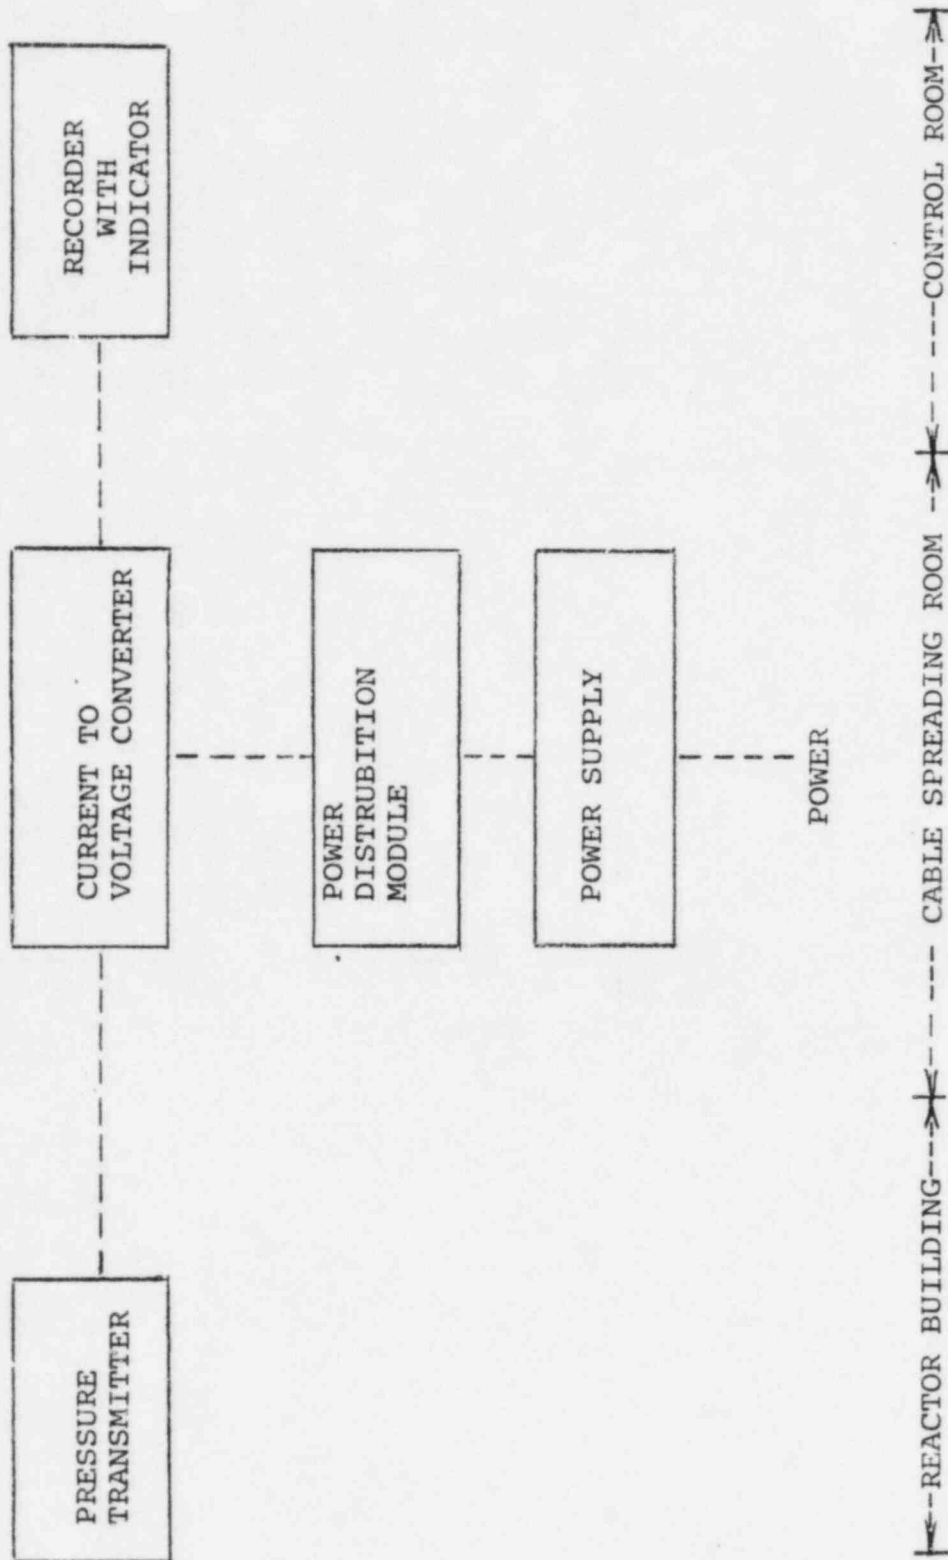 PRESSURE
TRANSMITTER
CURRENT TO
VOLTAGE CONVERTER
RECORDER
WITH
INDICATOR
POWER
DISTRUBITION
MODULE
POWER SUPPLY
POWER
REACTOR BUILDING
CABLE SPREADING ROOM
CONTROL ROOM